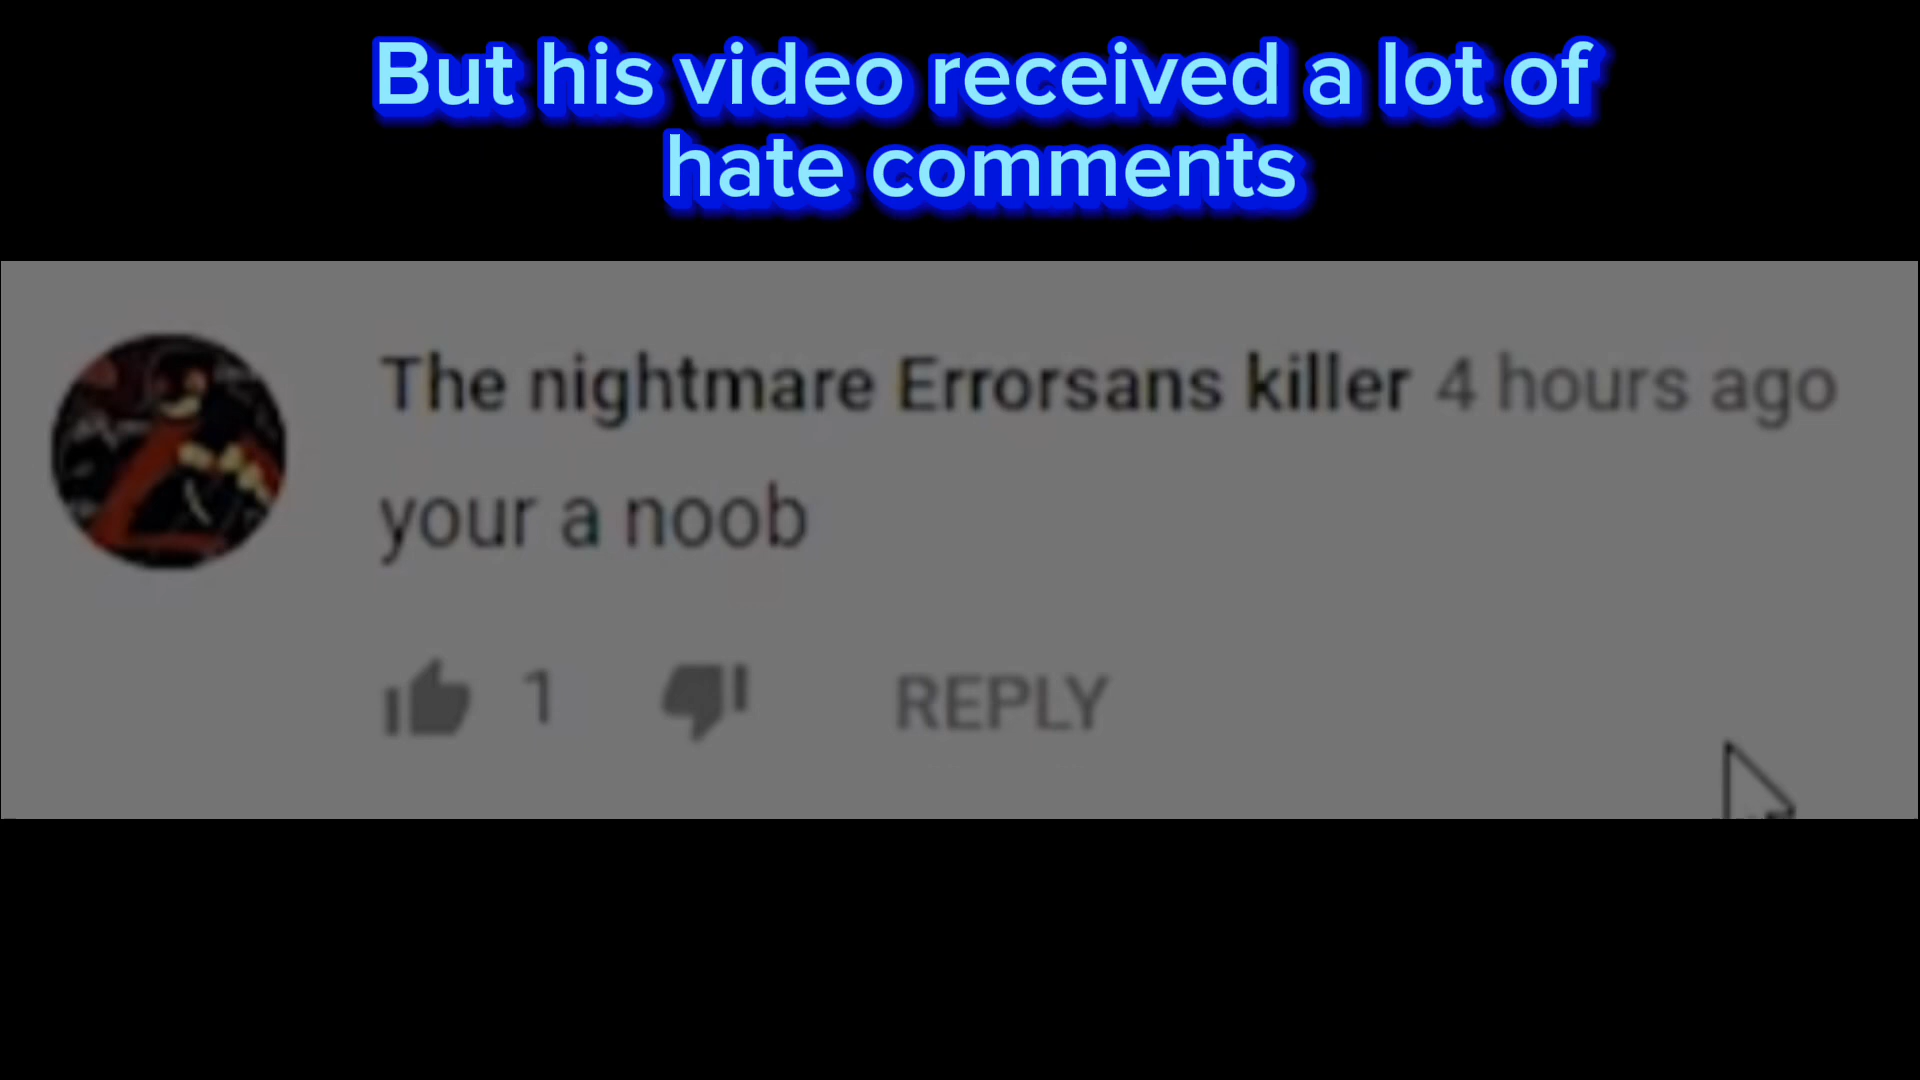 But his video received a lot of
hate comments
The nightmare Errorsans killer 4 hours ago
your a noob
1 REPLY